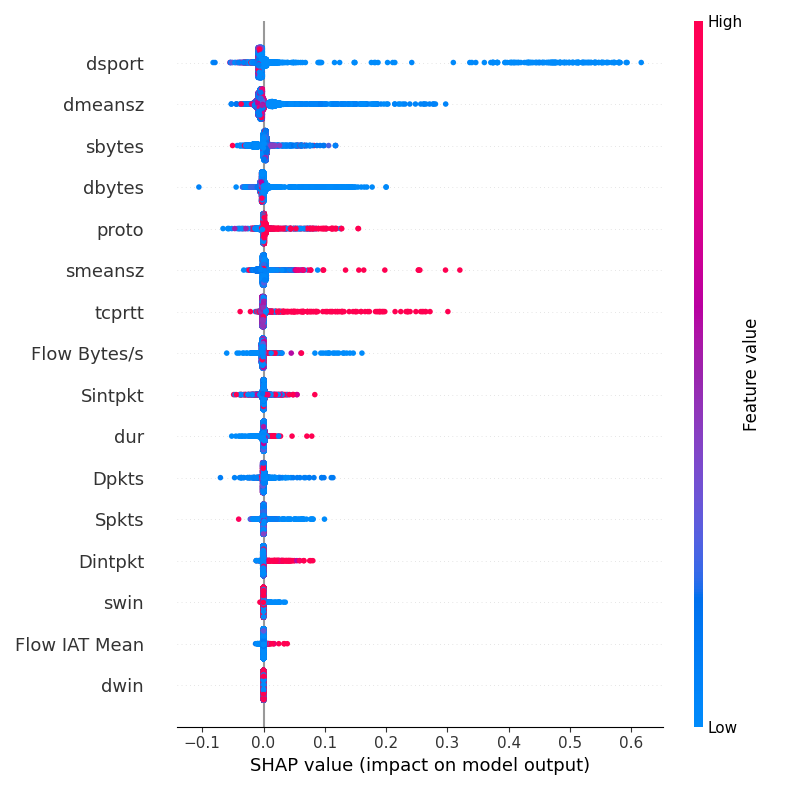 High
dsport
dmeansz
sbytes
dbytes
proto
smeansz
tcprtt
Flow Bytes/s
Sintpkt
dur
Dpkts
Spkts
Dintpkt
swin
Flow IAT Mean
dwin
Feature value
Low
−0.1 0.0 0.1 0.2 0.3 0.4 0.5 0.6
SHAP value (impact on model output)